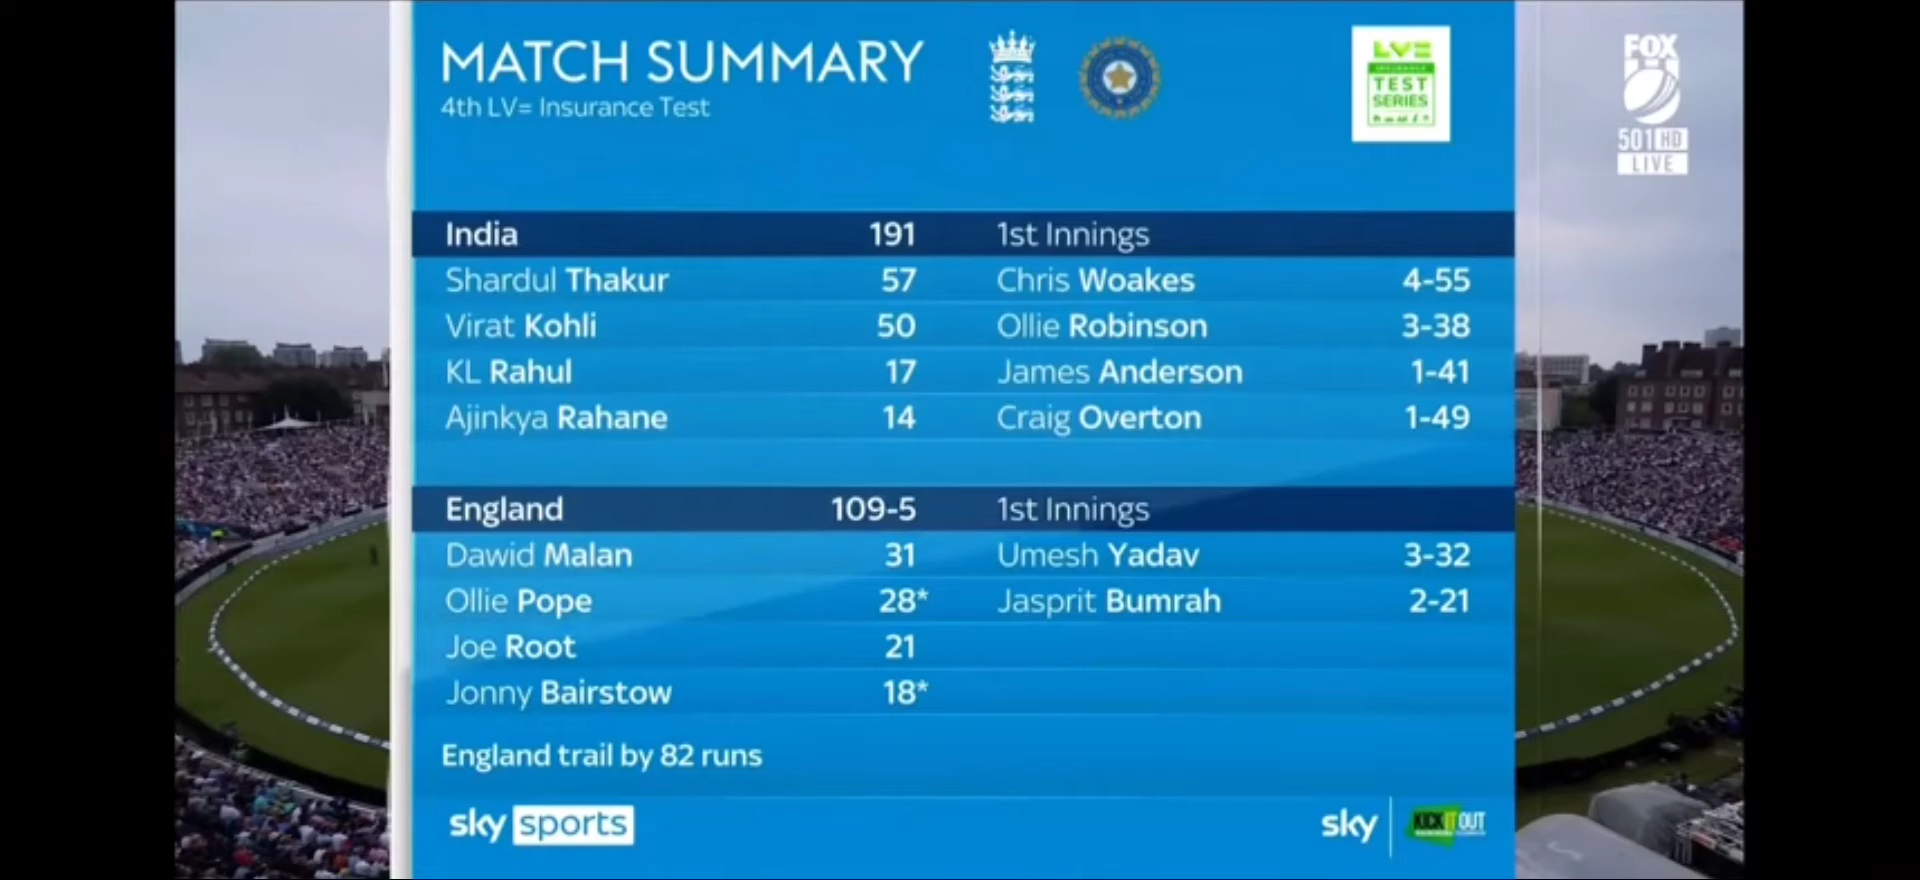 MATCH SUMMARY
4th LV= Insurance Test
LV=
INSURANCE
TEST
SERIES
FOX
501 HD
LIVE
India 191 1st Innings
Shardul Thakur 57 Chris Woakes 4-55
Virat Kohli 50 Ollie Robinson 3-38
KL Rahul 17 James Anderson 1-41
Ajinkya Rahane 14 Craig Overton 1-49
England 109-5 1st Innings
Dawid Malan 31 Umesh Yadav 3-32
Ollie Pope 28* Jasprit Bumrah 2-21
Joe Root 21
Jonny Bairstow 18*
England trail by 82 runs
sky sports
sky KICK IT OUT